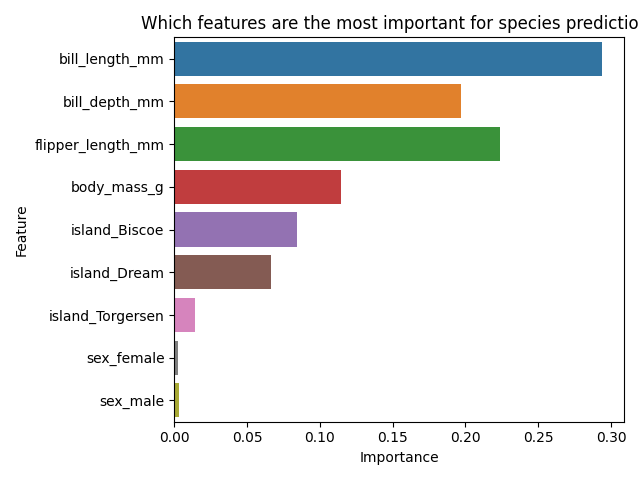 Which features are the most important for species predictio
bill_length_mm
bill_depth_mm
flipper_length_mm
body_mass_g
island_Biscoe
island_Dream
island_Torgersen
sex_female
sex_male
Feature
0.00 0.05 0.10 0.15 0.20 0.25 0.30
Importance